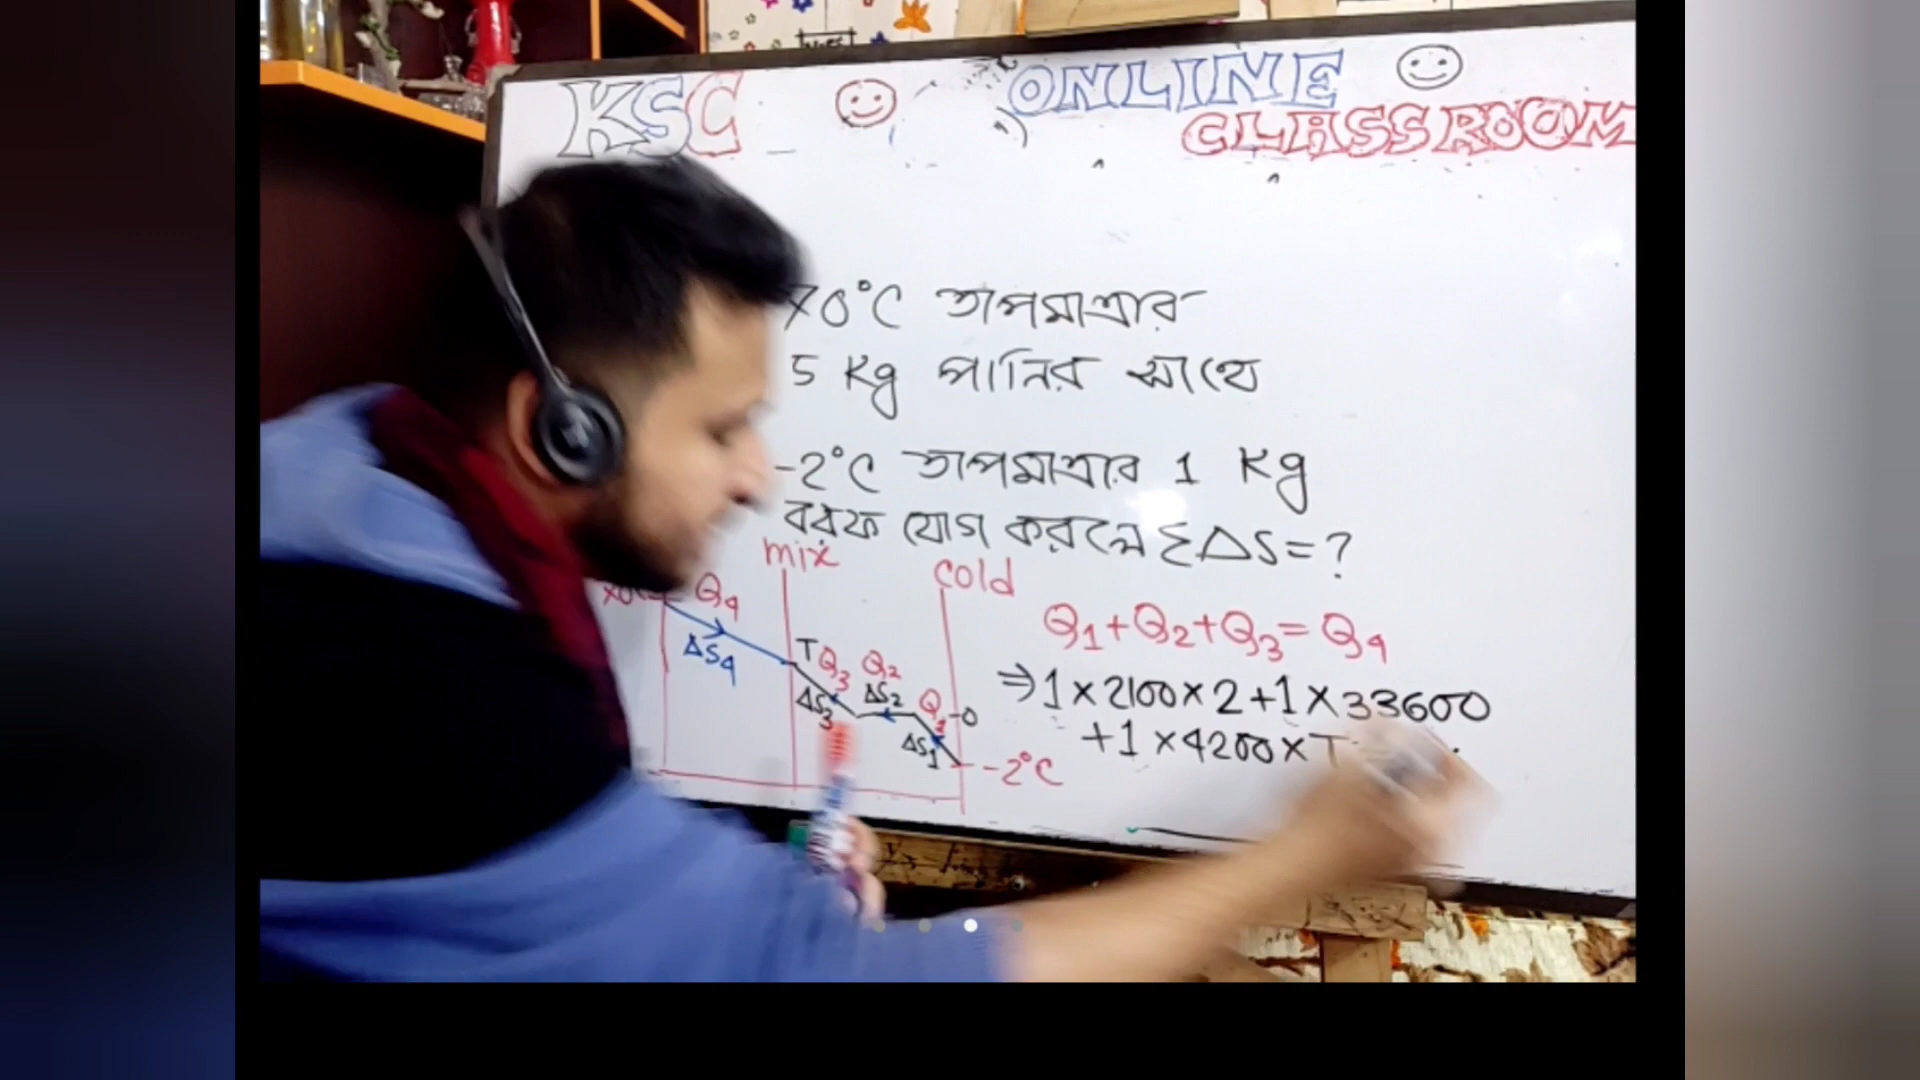 KSC ONLINE
CLASSROOM
70°C তাপমাত্রার
5 Kg পানির সাথে
-2°C তাপমাত্রার 1 Kg
বরফ যোগ করলে ΣΔS=?
mix
cold
Q4
ΔS4
T Q3 Q2 Q1
ΔS3 ΔS2 ΔS1
-0
-2°C
Q1+Q2+Q3=Q4
⇒1×2100×2+1×33600
+1×4200×T